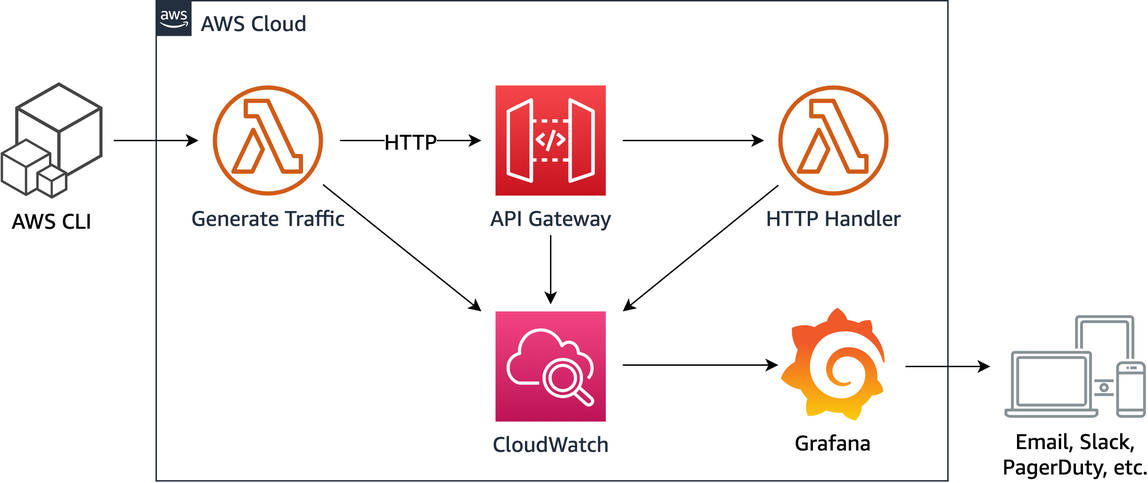 aws
AWS Cloud
HTTP
</>
AWS CLI
Generate Traffic
API Gateway
HTTP Handler
CloudWatch
Grafana
Email, Slack,
PagerDuty, etc.